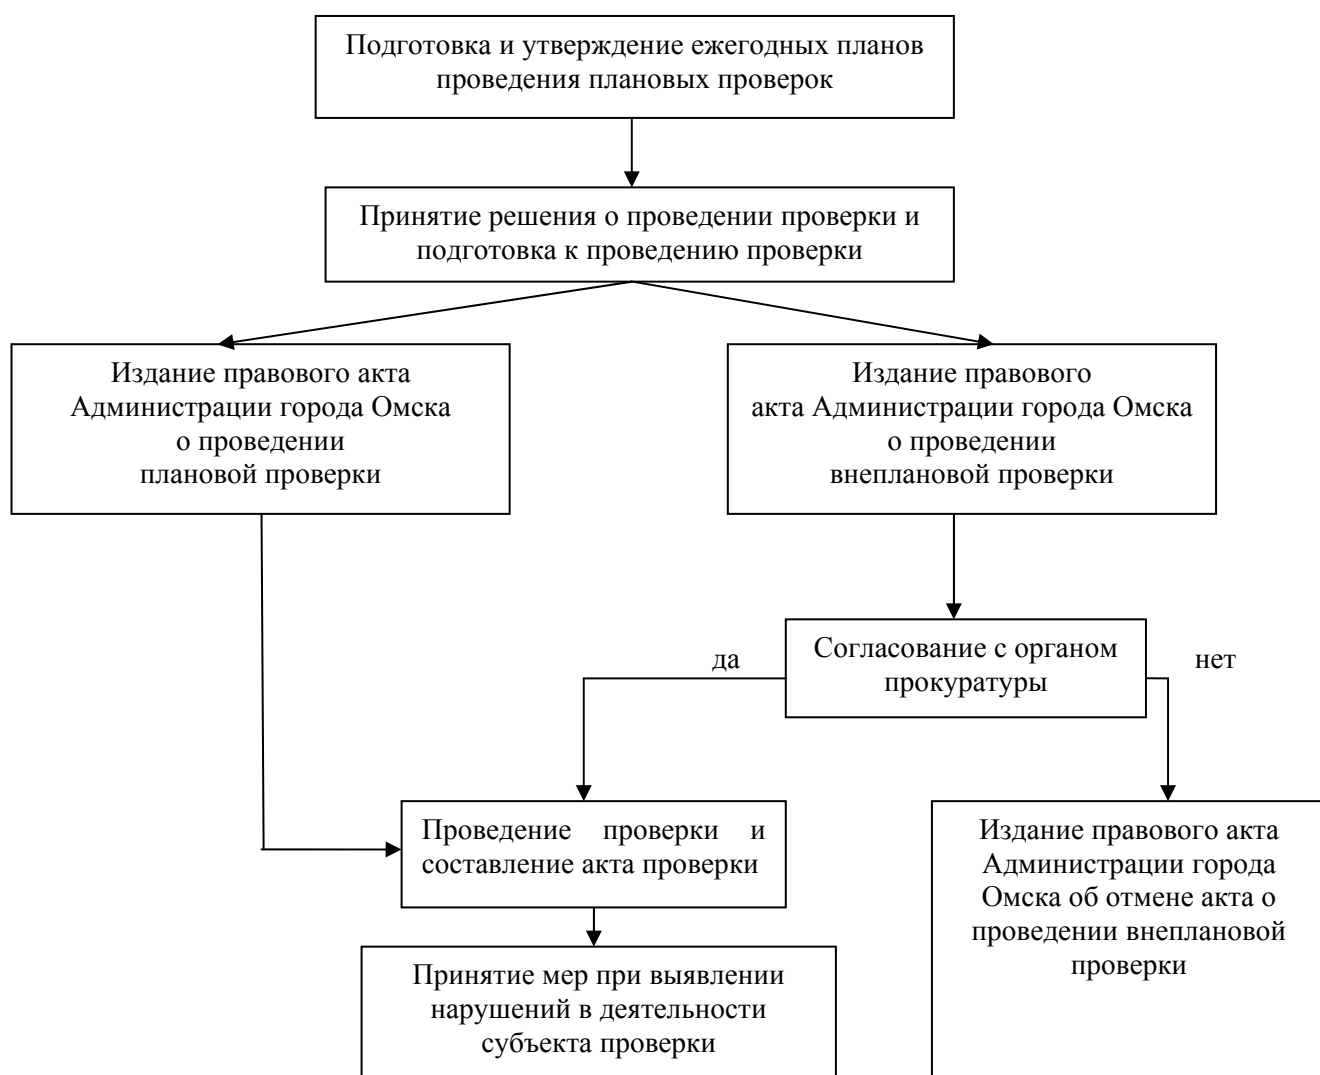 Подготовка и утверждение ежегодных планов
проведения плановых проверок
Принятие решения о проведении проверки и
подготовка к проведению проверки
Издание правового акта
Администрации города Омска
о проведении
плановой проверки
Издание правового
акта Администрации города Омска
о проведении
внеплановой проверки
Согласование с органом
прокуратуры
да
нет
Проведение проверки и
составление акта проверки
Издание правового акта
Администрации города
Омска об отмене акта о
проведении внеплановой
проверки
Принятие мер при выявлении
нарушений в деятельности
субъекта проверки